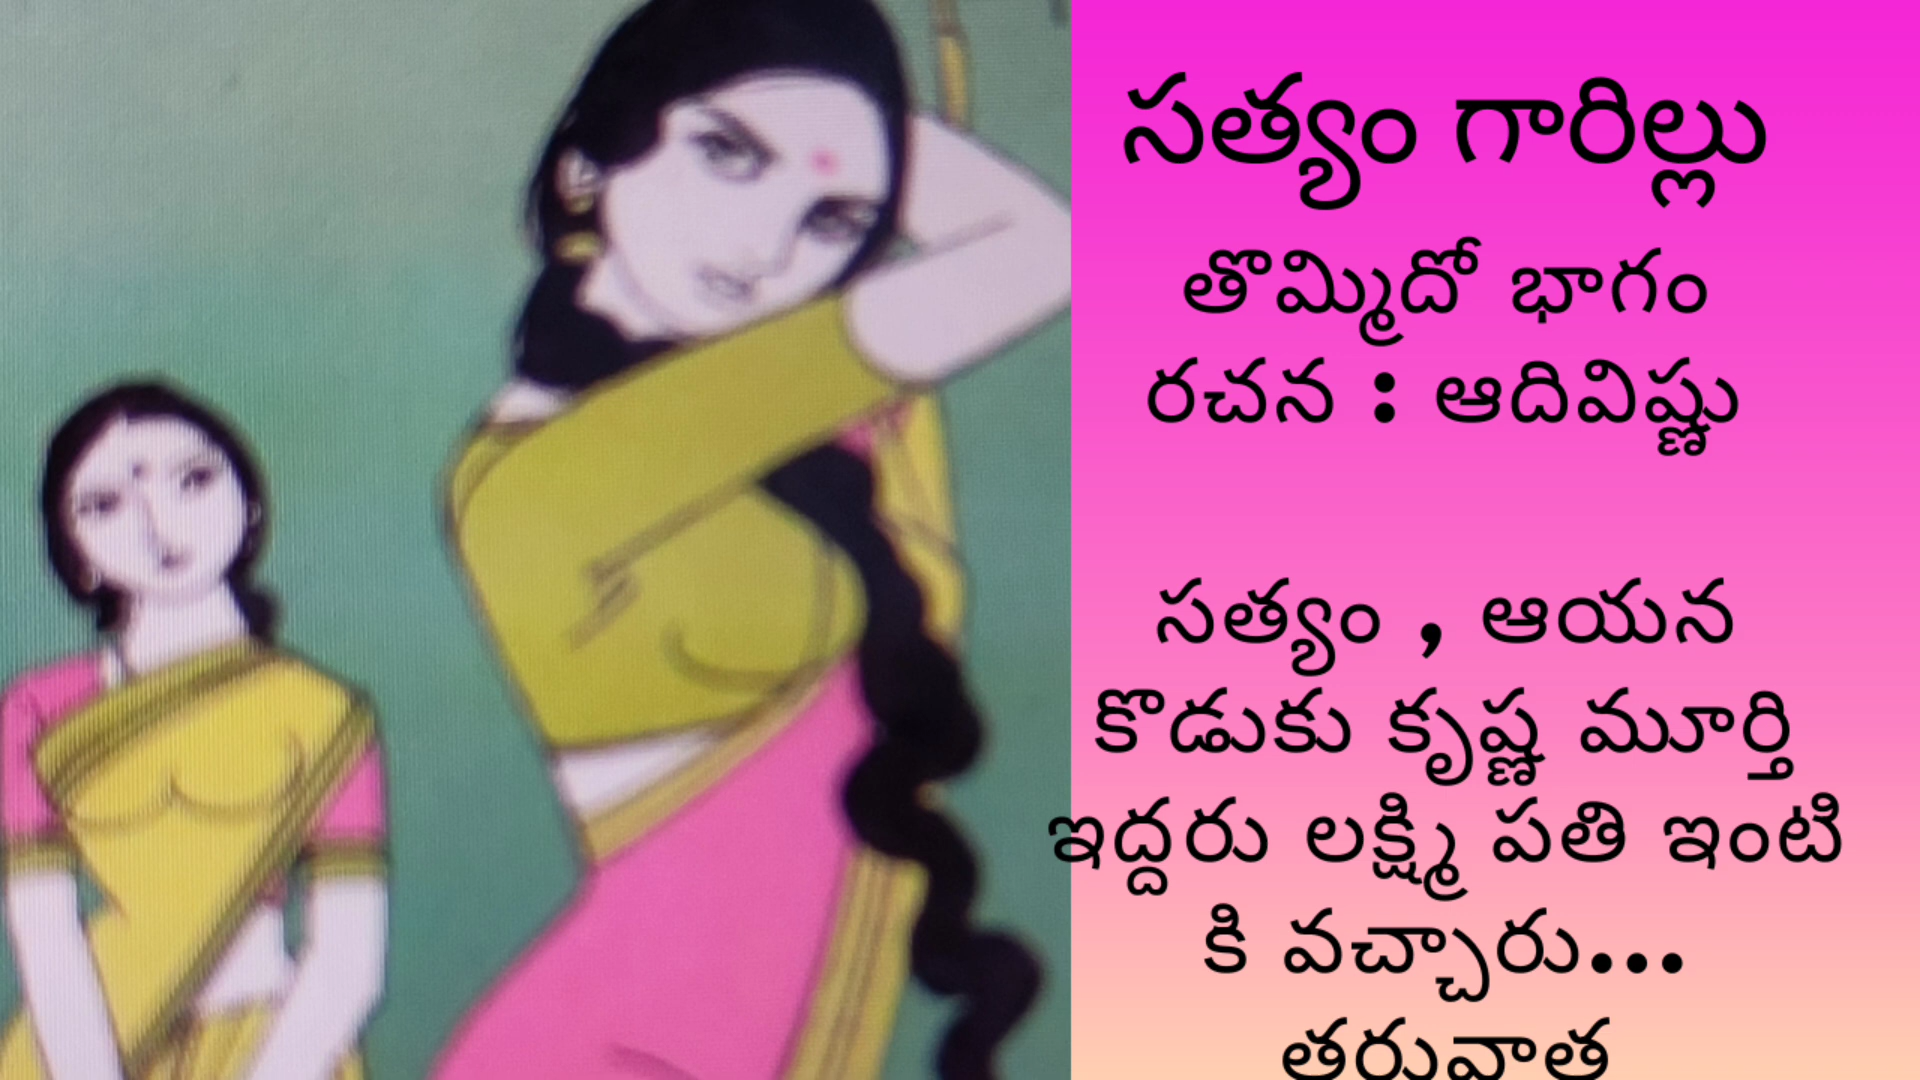 సత్యం గారిల్లు
తొమ్మిదో భాగం
రచన : ఆదివిష్ణు
సత్యం , ఆయన
కొడుకు కృష్ణ మూర్తి
ఇద్దరు లక్ష్మి పతి ఇంటి
కి వచ్చారు...
తరువాత